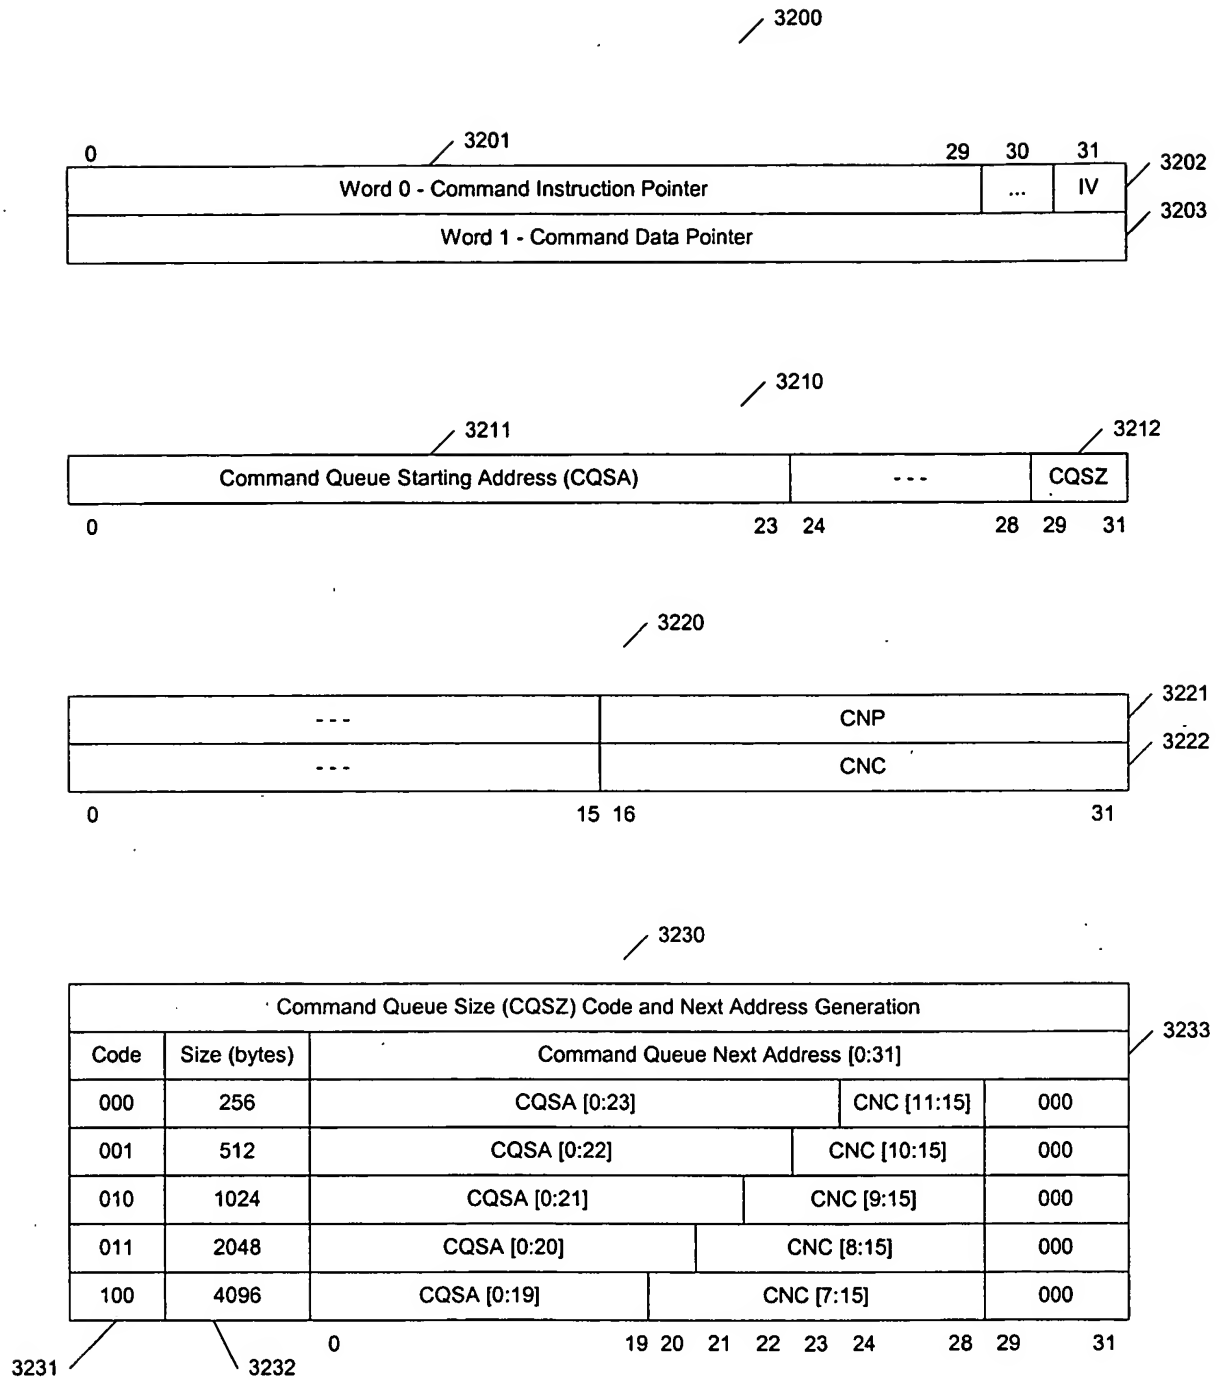 3200
3201
0 29 30 31
3202
Word 0 - Command Instruction Pointer ... IV
3203
Word 1 - Command Data Pointer
3210
3211 3212
Command Queue Starting Address (CQSA) - - - CQSZ
0 23 24 28 29 31
3220
3221
- - - CNP
3222
- - - CNC
0 15 16 31
3230
Command Queue Size (CQSZ) Code and Next Address Generation
3233
Code Size (bytes) Command Queue Next Address [0:31]
000 256 CQSA [0:23] CNC [11:15] 000
001 512 CQSA [0:22] CNC [10:15] 000
010 1024 CQSA [0:21] CNC [9:15] 000
011 2048 CQSA [0:20] CNC [8:15] 000
100 4096 CQSA [0:19] CNC [7:15] 000
0 19 20 21 22 23 24 28 29 31
3231 3232